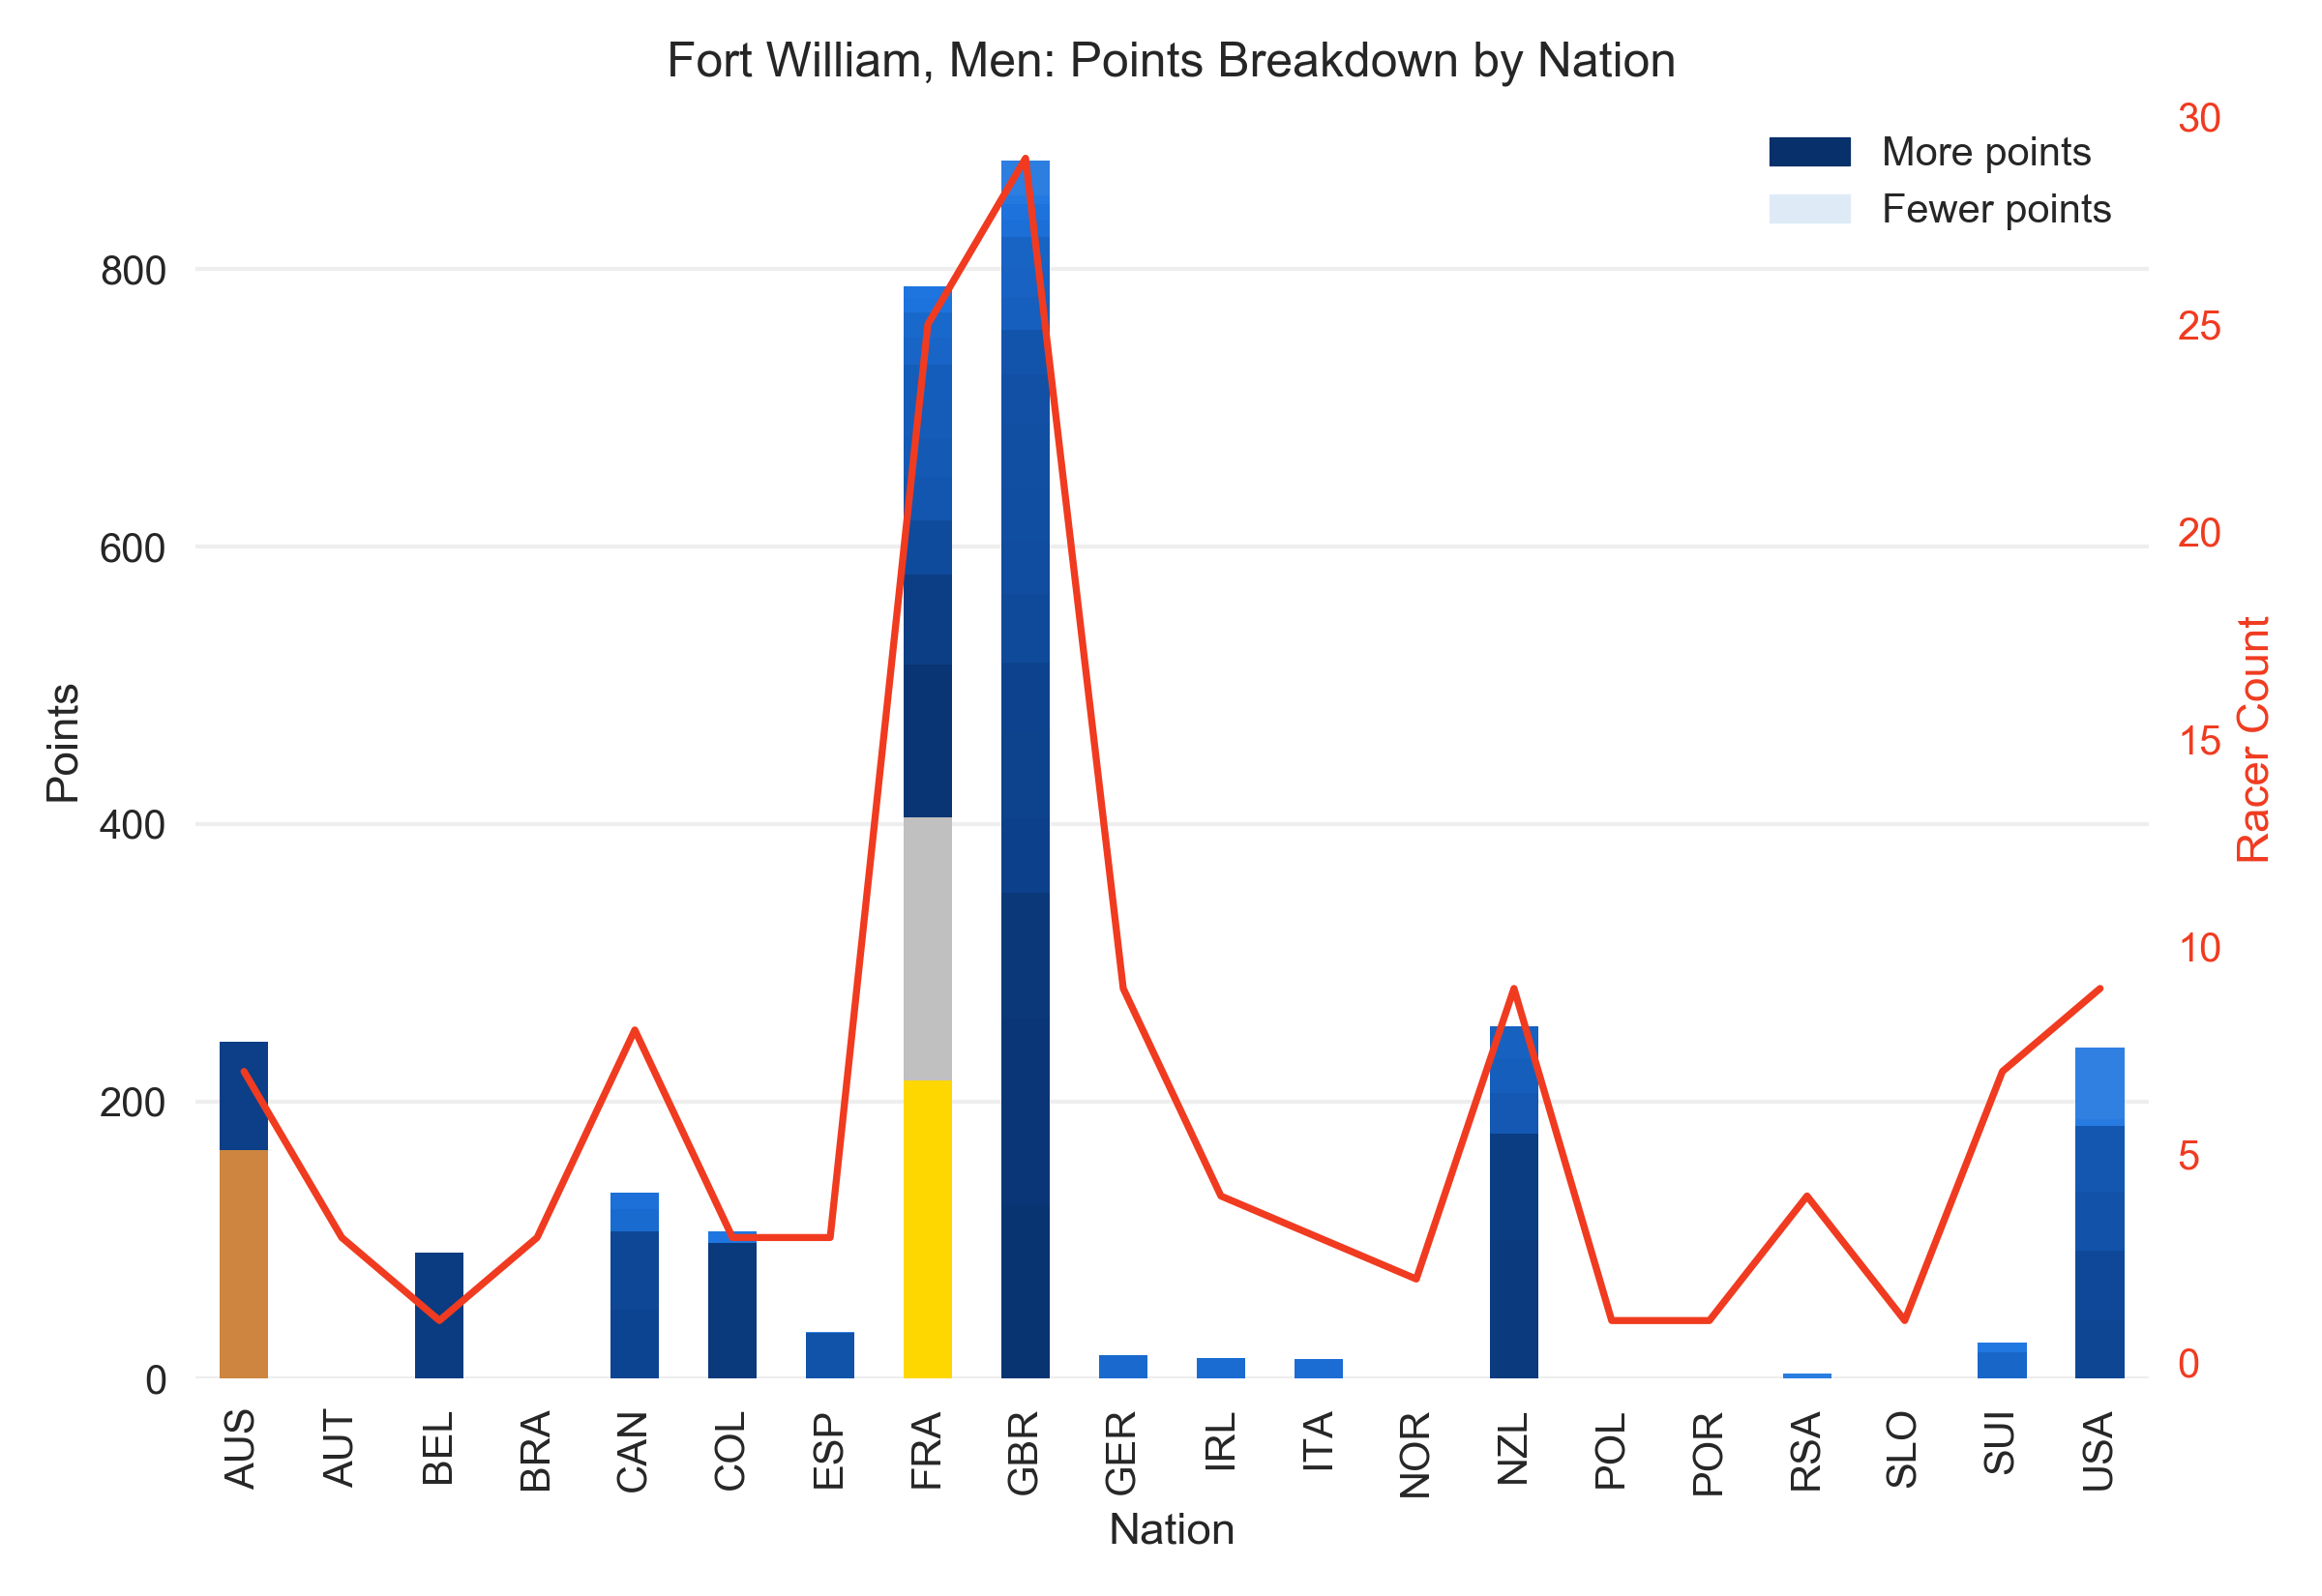 Fort William, Men: Points Breakdown by Nation
More points
Fewer points
Points
800
600
400
200
0
30
25
20
15
10
5
0
Racer Count
AUS
AUT
BEL
BRA
CAN
COL
ESP
FRA
GBR
GER
IRL
ITA
NOR
NZL
POL
POR
RSA
SLO
SUI
USA
Nation